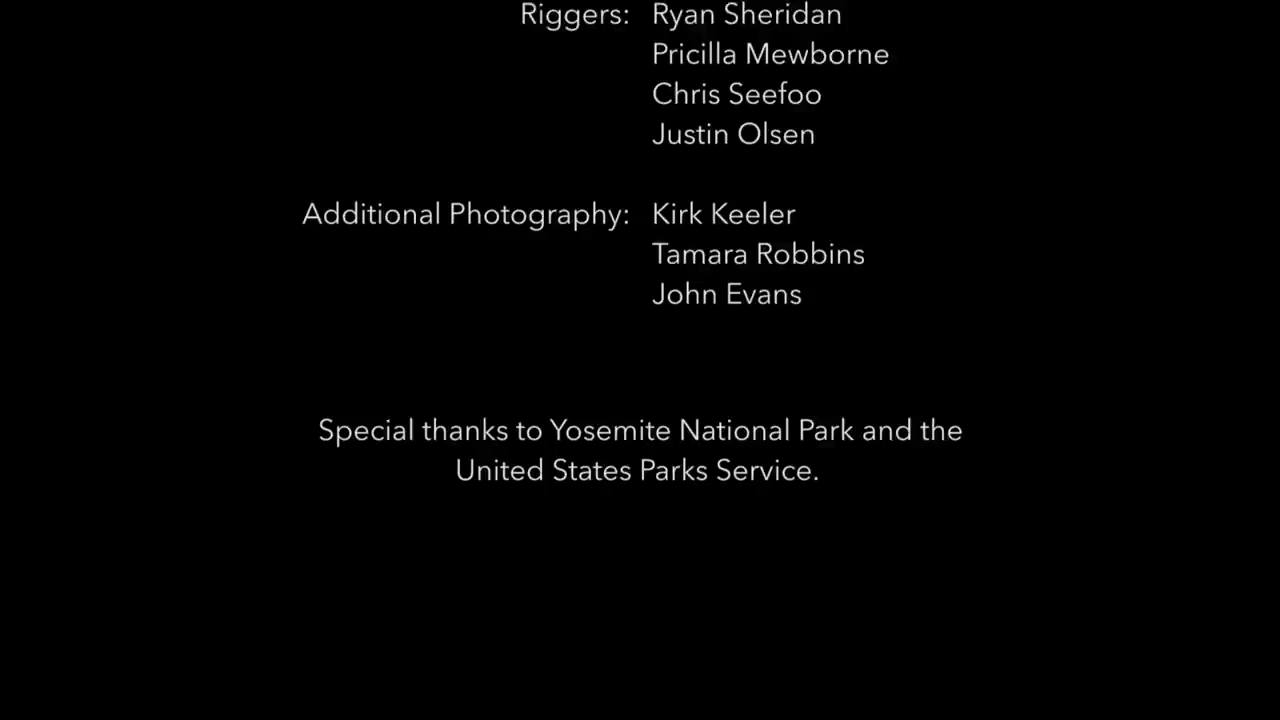 Riggers: Ryan Sheridan
Pricilla Mewborne
Chris Seefoo
Justin Olsen
Additional Photography: Kirk Keeler
Tamara Robbins
John Evans
Special thanks to Yosemite National Park and the
United States Parks Service.